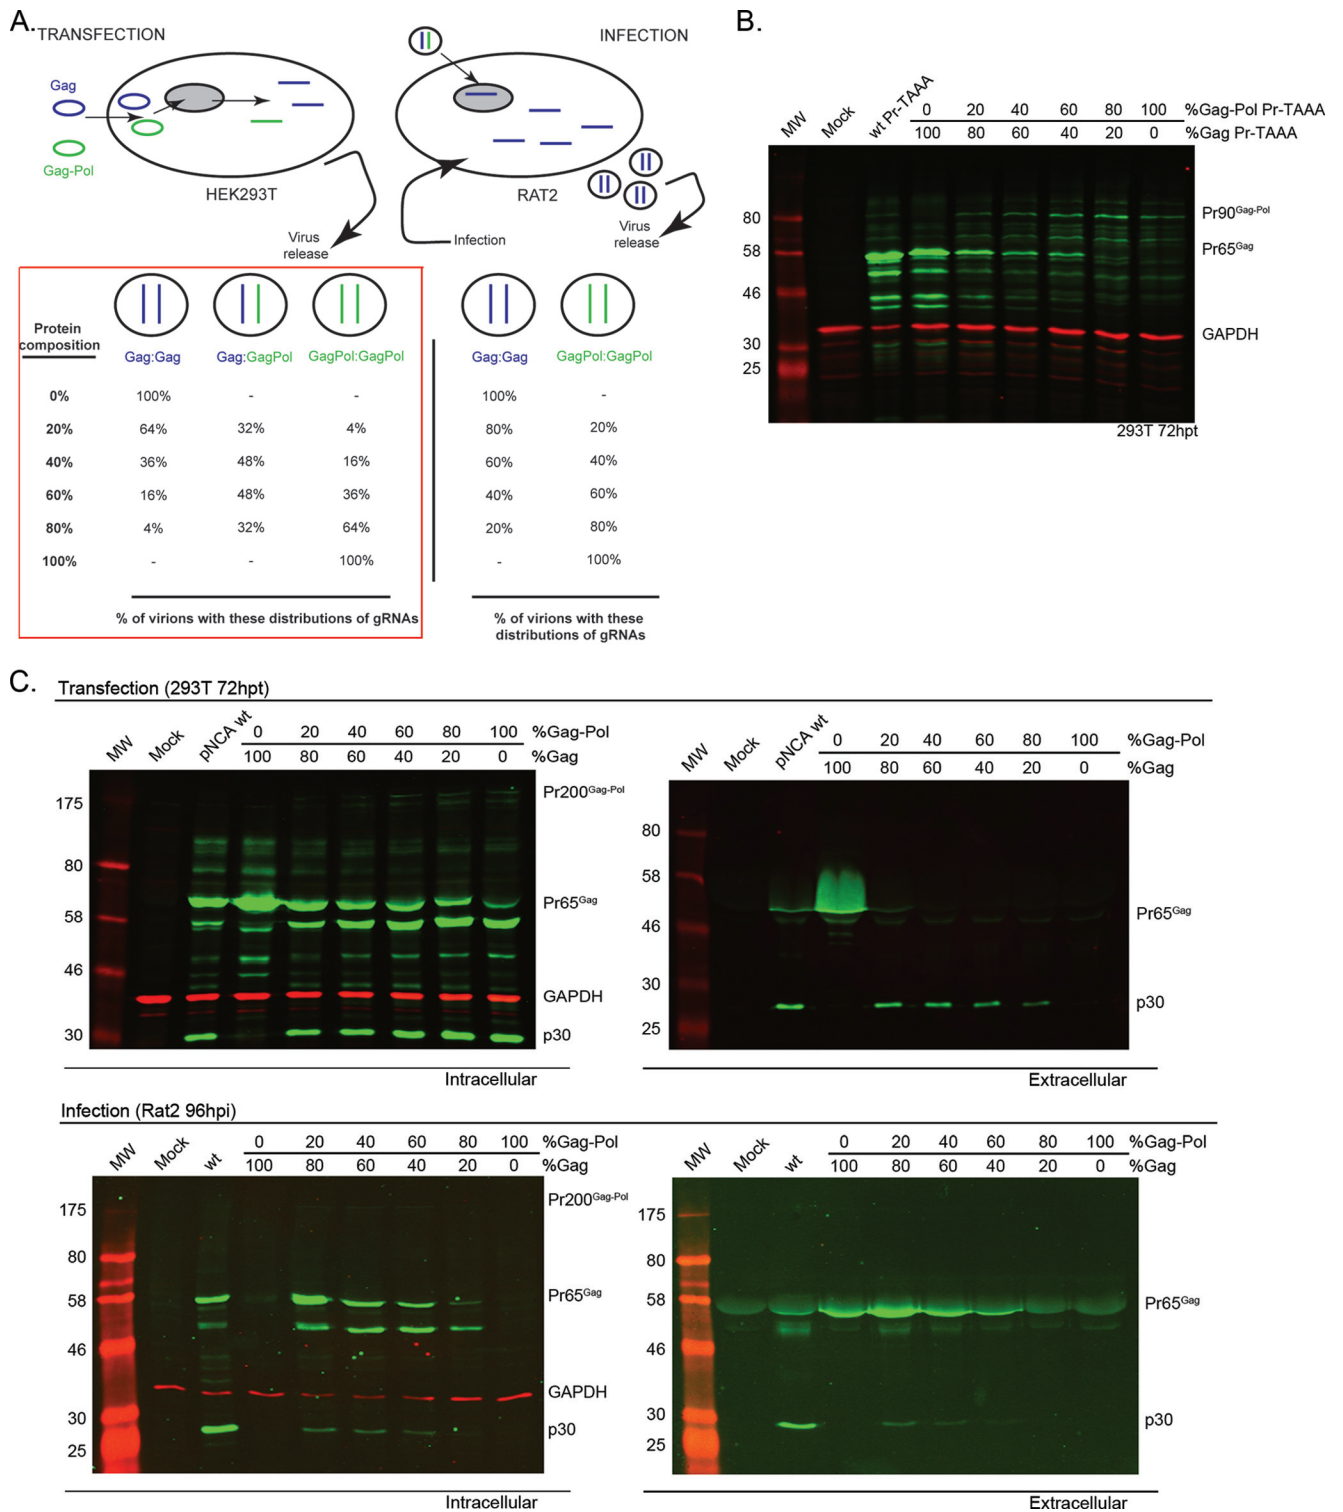 A.
TRANSFECTION
INFECTION
Gag
Gag-Pol
HEK293T
RAT2
Virus
release
Infection
Virus
release
Protein
composition
Gag:Gag Gag:GagPol GagPol:GagPol Gag:Gag GagPol:GagPol
0% 100% - - 100% -
20% 64% 32% 4% 80% 20%
40% 36% 48% 16% 60% 40%
60% 16% 48% 36% 40% 60%
80% 4% 32% 64% 20% 80%
100% - - 100% - 100%
% of virions with these distributions of gRNAs
% of virions with these
distributions of gRNAs
B.
MW Mock wt Pr-TAAA
0 20 40 60 80 100 %Gag-Pol Pr-TAAA
100 80 60 40 20 0 %Gag Pr-TAAA
80
58
46
30
25
Pr90Gag-Pol
Pr65Gag
GAPDH
293T 72hpt
C.
Transfection (293T 72hpt)
MW Mock pNCA wt
0 20 40 60 80 100 %Gag-Pol
100 80 60 40 20 0 %Gag
175
80
58
46
30
Pr200Gag-Pol
Pr65Gag
GAPDH
p30
Intracellular
MW Mock pNCA wt
0 20 40 60 80 100 %Gag-Pol
100 80 60 40 20 0 %Gag
80
58
46
30
25
Pr65Gag
p30
Extracellular
Infection (Rat2 96hpi)
MW Mock wt
0 20 40 60 80 100 %Gag-Pol
100 80 60 40 20 0 %Gag
175
80
58
46
30
25
Pr200Gag-Pol
Pr65Gag
GAPDH
p30
Intracellular
MW Mock wt
0 20 40 60 80 100 %Gag-Pol
100 80 60 40 20 0 %Gag
175
80
58
46
30
25
Pr65Gag
p30
Extracellular